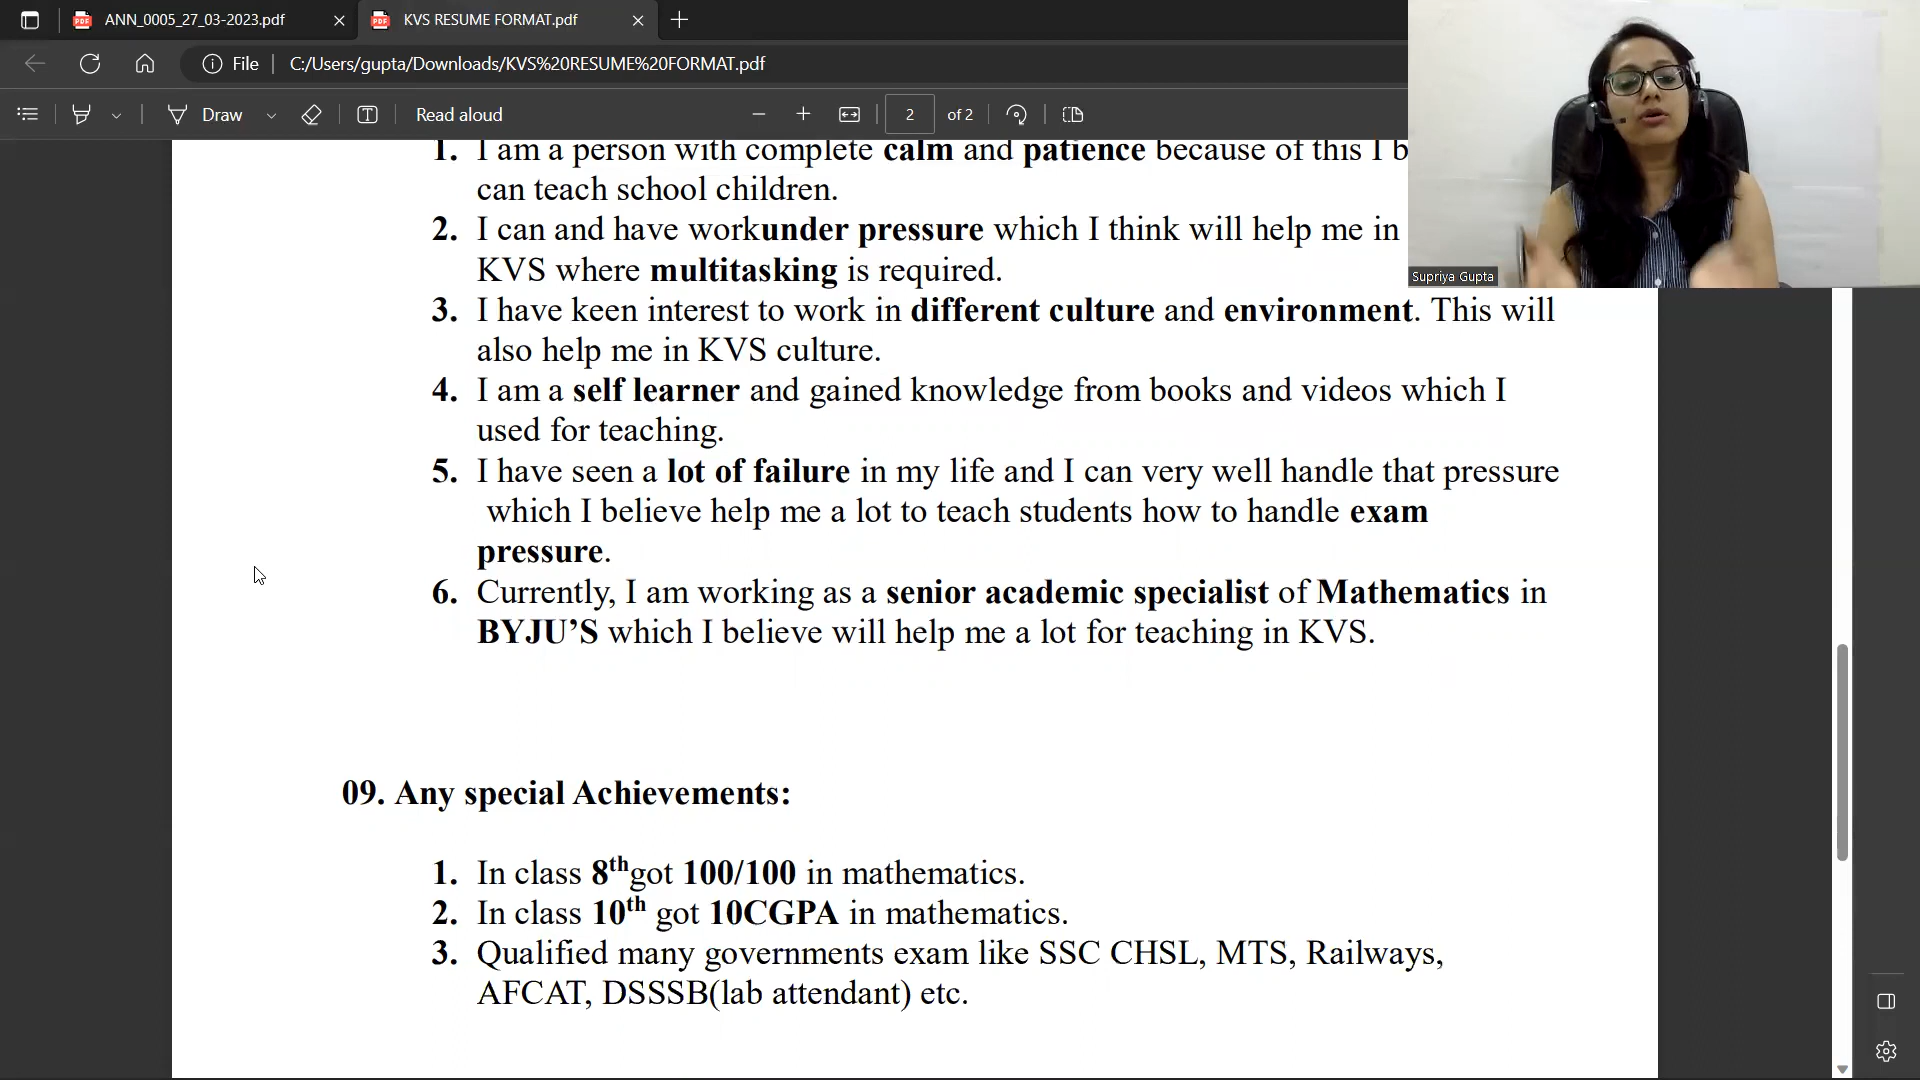 ANN_0005_27_03-2023.pdf
KVS RESUME FORMAT.pdf
File
C:/Users/gupta/Downloads/KVS%20RESUME%20FORMAT.pdf
Draw
Read aloud
2 of 2
1. I am a person with complete calm and patience because of this I b
can teach school children.
2. I can and have workunder pressure which I think will help me in
KVS where multitasking is required.
3. I have keen interest to work in different culture and environment. This will
also help me in KVS culture.
4. I am a self learner and gained knowledge from books and videos which I
used for teaching.
5. I have seen a lot of failure in my life and I can very well handle that pressure
which I believe help me a lot to teach students how to handle exam
pressure.
6. Currently, I am working as a senior academic specialist of Mathematics in
BYJU’S which I believe will help me a lot for teaching in KVS.
09. Any special Achievements:
1. In class 8thgot 100/100 in mathematics.
2. In class 10th got 10CGPA in mathematics.
3. Qualified many governments exam like SSC CHSL, MTS, Railways,
AFCAT, DSSSB(lab attendant) etc.
Supriya Gupta